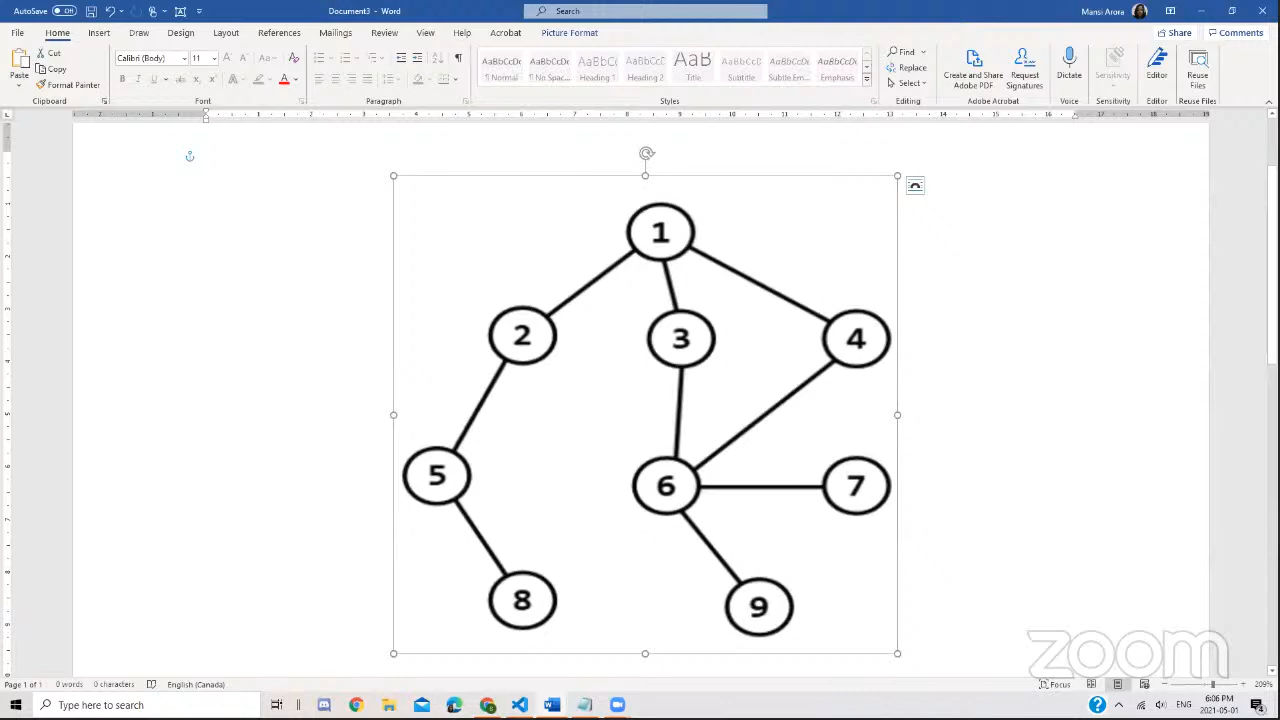 AutoSave Off Document3 - Word Search Mansi Arora
File Home Insert Draw Design Layout References Mailings Review View Help Acrobat Picture Format Share Comments
Paste Cut Copy Format Painter
Calibri (Body) 11
AaBbCcDc AaBbCcDc AaBbCc AaBbCcC AaB AaBbCcD AaBbCcDc AaBbCcDc
¶ Normal ¶ No Spac... Heading 1 Heading 2 Title Subtitle Subtle Em... Emphasis
Find Replace Select
Create and Share Adobe PDF Request Signatures Dictate Sensitivity Editor Reuse Files
Clipboard Font Paragraph Styles Editing Adobe Acrobat Voice Sensitivity Editor Reuse Files
1
2 3 4
5 6 7
8 9
zoom
Page 1 of 1 0 words 0 characters English (Canada) Focus 209%
Type here to search ENG 6:06 PM 2021-05-01